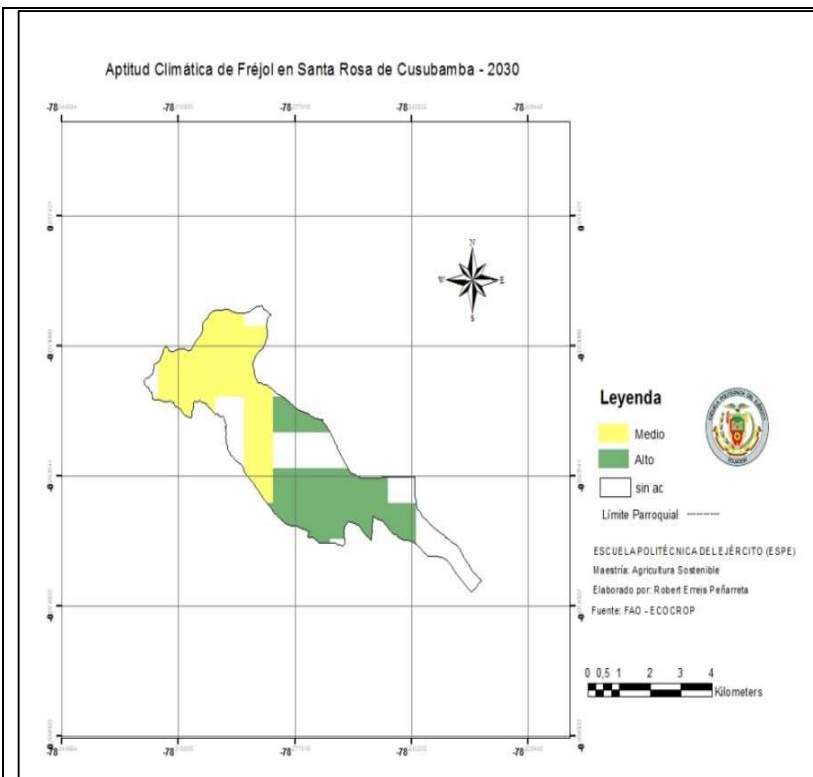 Aptitud Climática de Fréjol en Santa Rosa de Cusubamba - 2030
-78
-78
-78
-78
-78
N
W
E
S
Leyenda
Medio
Alto
sin ac
Límite Parroquial
ESCUELA POLITÉCNICA DEL EJÉRCITO (ESPE)
Maestría: Agricultura Sostenible
Elaborado por: Robert Erreis Peñarreta
Fuente: FAO - ECOCROP
0 0,5 1 2 3 4
Kilometers
-78
-78
-78
-78
-78